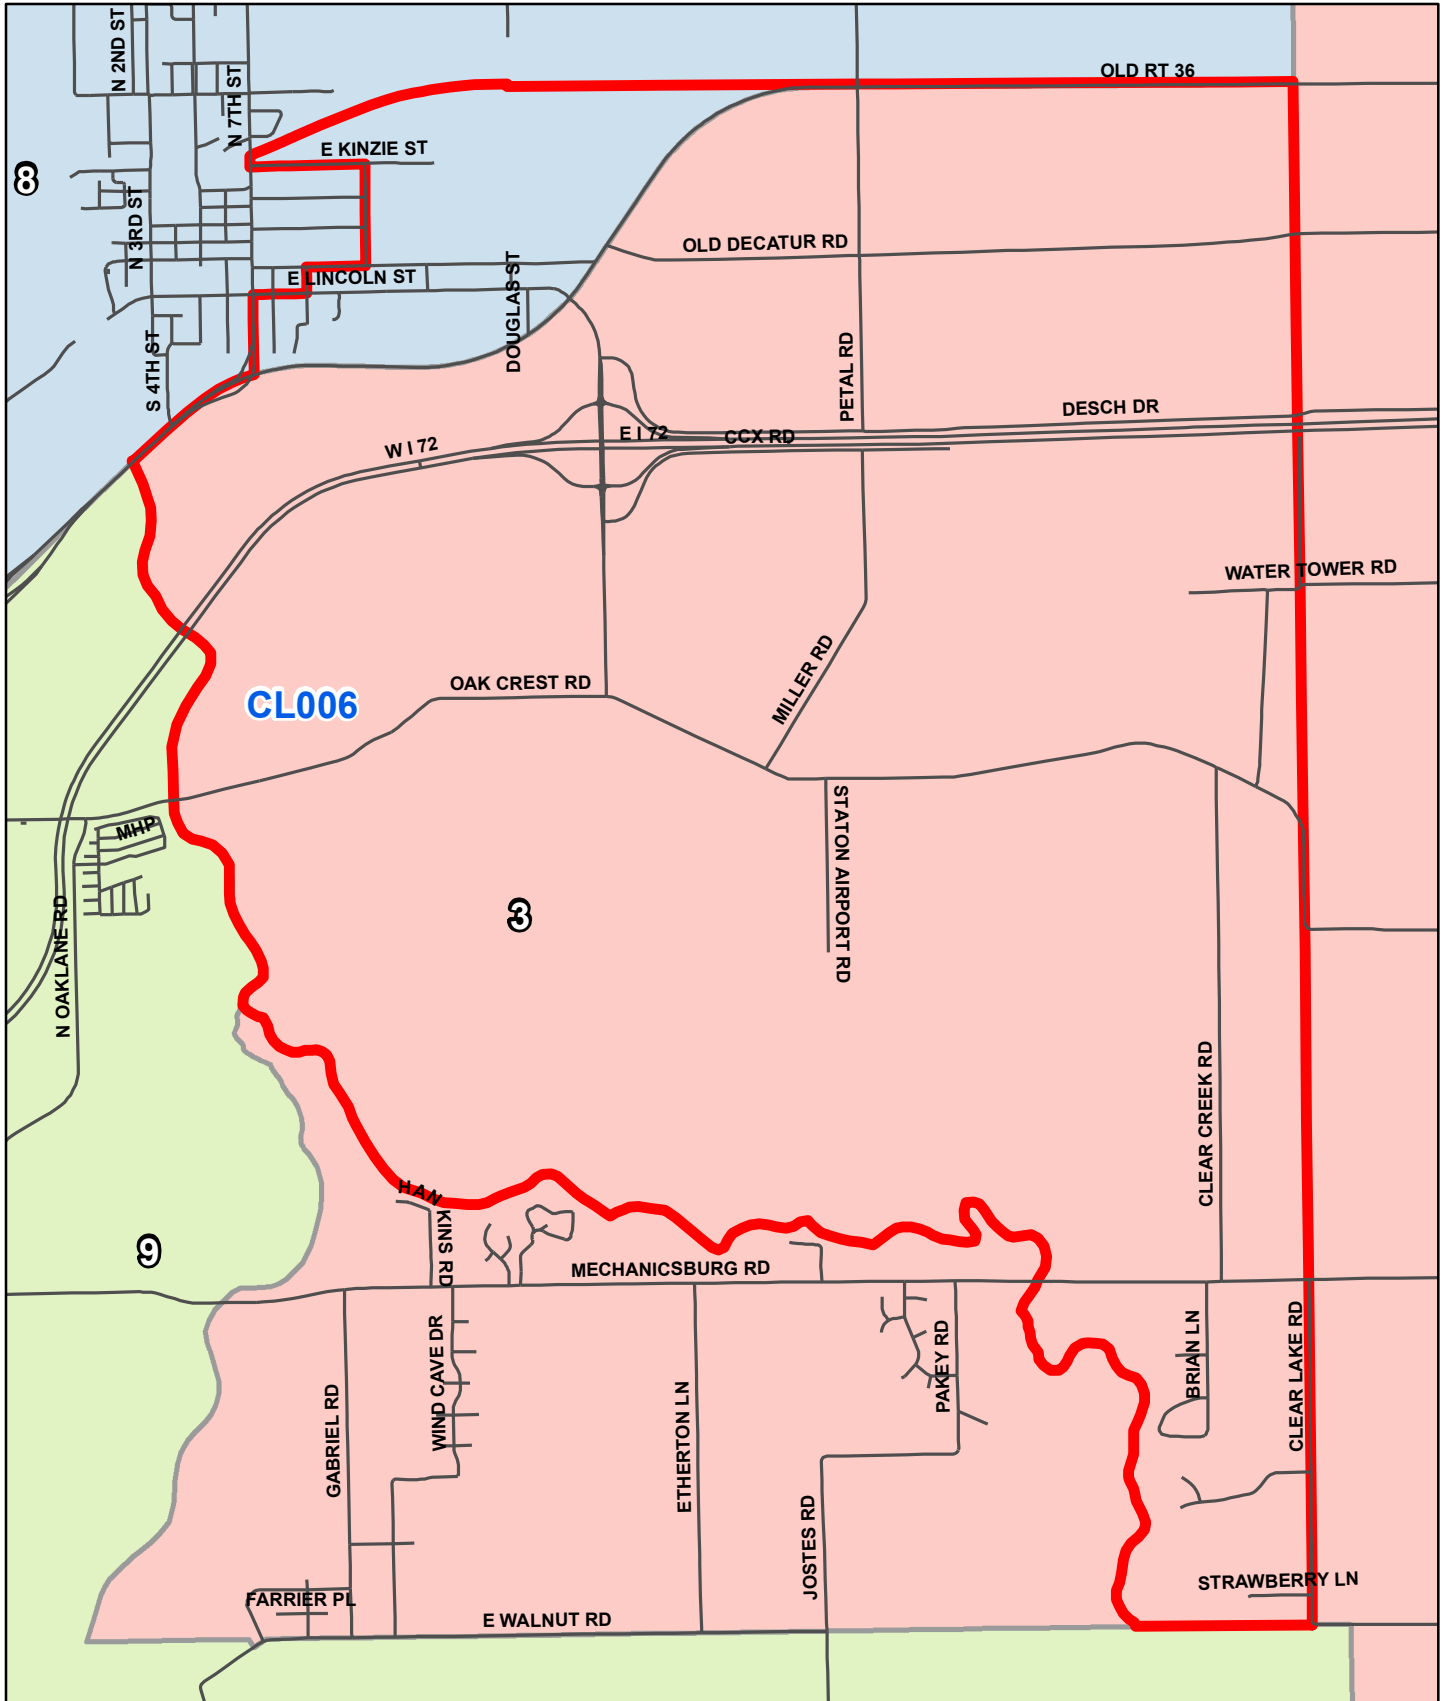 N 2ND ST
N 7TH ST
OLD RT 36
E KINZIE ST
8
N 3RD ST
OLD DECATUR RD
E LINCOLN ST
DOUGLAS ST
S 4TH ST
PETAL RD
DESCH DR
W I 72
E I 72
CCX RD
WATER TOWER RD
MILLER RD
OAK CREST RD
CL006
STATON AIRPORT RD
MHP
3
N OAKLANE RD
CLEAR CREEK RD
HANKINS RD
9
MECHANICSBURG RD
WIND CAVE DR
GABRIEL RD
ETHERTON LN
PAKEY RD
BRIAN LN
CLEAR LAKE RD
JOSTES RD
STRAWBERRY LN
FARRIER PL
E WALNUT RD